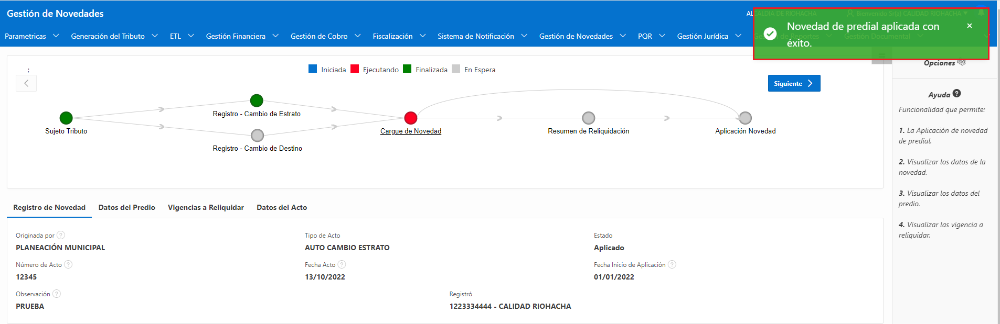 Gestión de Novedades
ALCALDIA DE RIOHACHA
Bienvenido Sr(a) CALIDAD RIOHACHA
Novedad de predial aplicada con
éxito.
Parametricas Generación del Tributo ETL Gestión Financiera Gestión de Cobro Fiscalización Sistema de Notificación Gestión de Novedades PQR Gestión Jurídica Gestión de Reportes Gestión Documental
;
Iniciada Ejecutando Finalizada En Espera
Opciones
Siguiente
Sujeto Tributo
Registro - Cambio de Estrato
Registro - Cambio de Destino
Cargue de Novedad
Resumen de Reliquidación
Aplicación Novedad
Ayuda ?
Funcionalidad que permite:
1. La Aplicación de novedad
de predial.
2. Visualizar los datos de la
novedad.
3. Visualizar los datos del
predio.
4. Visualizar las vigencia a
reliquidar.
Registro de Novedad Datos del Predio Vigencias a Reliquidar Datos del Acto
Originada por ?
PLANEACIÓN MUNICIPAL
Tipo de Acto
AUTO CAMBIO ESTRATO
Estado
Aplicado
Número de Acto ?
12345
Fecha Acto ?
13/10/2022
Fecha Inicio de Aplicación ?
01/01/2022
Observación ?
PRUEBA
Registró
1223334444 - CALIDAD RIOHACHA